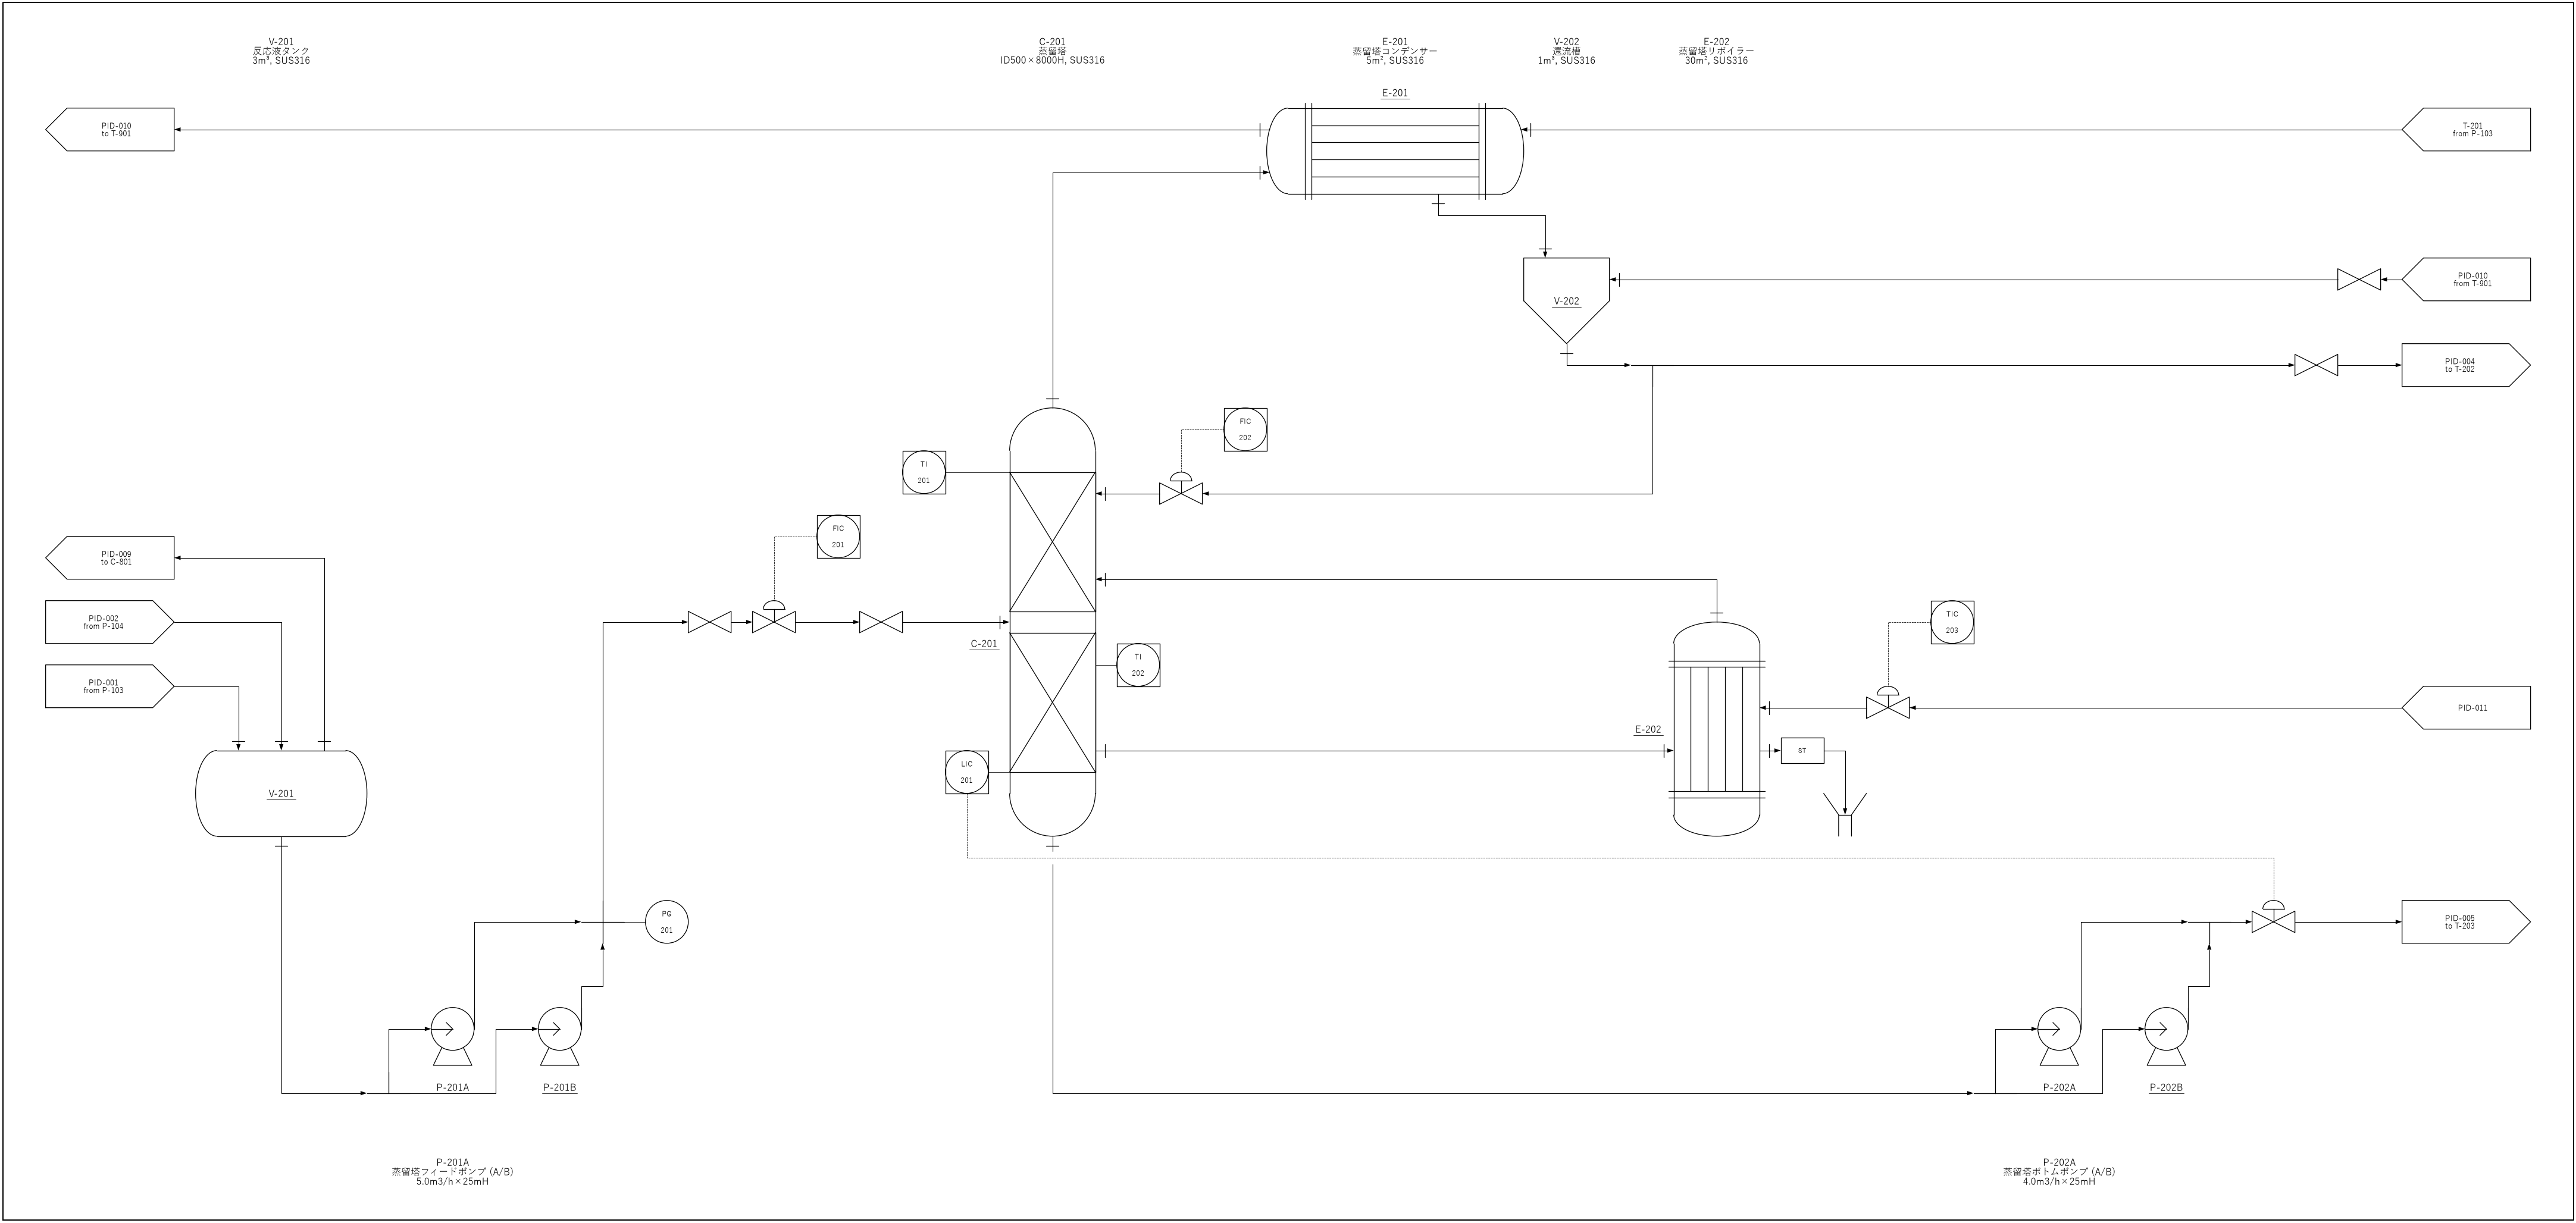 V-201
反応液タンク
3m³, SUS316
C-201
蒸留塔
ID500×8000H, SUS316
E-201
蒸留塔コンデンサー
5m², SUS316
V-202
還流槽
1m³, SUS316
E-202
蒸留塔リボイラー
30m², SUS316
E-201
PID-010
to T-901
T-201
from P-103
PID-010
from T-901
V-202
PID-004
to T-202
FIC
202
TI
201
FIC
201
PID-009
to C-801
PID-002
from P-104
TIC
203
C-201
TI
202
PID-001
from P-103
PID-011
E-202
ST
LIC
201
V-201
PG
201
PID-005
to T-203
P-201A
P-201B
P-202A
P-202B
P-201A
蒸留塔フィードポンプ (A/B)
5.0m3/h×25mH
P-202A
蒸留塔ボトムポンプ (A/B)
4.0m3/h×25mH